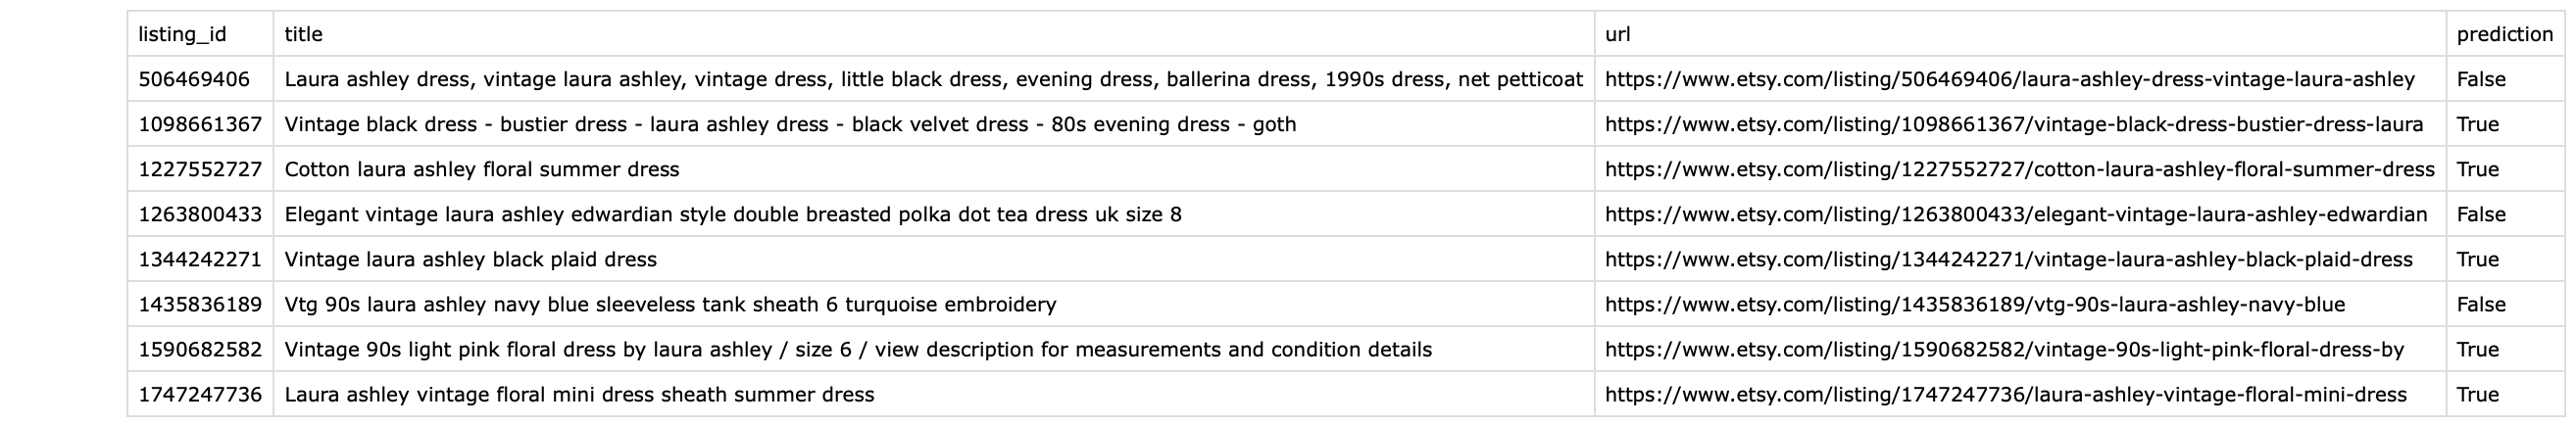 listing_id title url prediction
506469406 Laura ashley dress, vintage laura ashley, vintage dress, little black dress, evening dress, ballerina dress, 1990s dress, net petticoat https://www.etsy.com/listing/506469406/laura-ashley-dress-vintage-laura-ashley False
1098661367 Vintage black dress - bustier dress - laura ashley dress - black velvet dress - 80s evening dress - goth https://www.etsy.com/listing/1098661367/vintage-black-dress-bustier-dress-laura True
1227552727 Cotton laura ashley floral summer dress https://www.etsy.com/listing/1227552727/cotton-laura-ashley-floral-summer-dress True
1263800433 Elegant vintage laura ashley edwardian style double breasted polka dot tea dress uk size 8 https://www.etsy.com/listing/1263800433/elegant-vintage-laura-ashley-edwardian False
1344242271 Vintage laura ashley black plaid dress https://www.etsy.com/listing/1344242271/vintage-laura-ashley-black-plaid-dress True
1435836189 Vtg 90s laura ashley navy blue sleeveless tank sheath 6 turquoise embroidery https://www.etsy.com/listing/1435836189/vtg-90s-laura-ashley-navy-blue False
1590682582 Vintage 90s light pink floral dress by laura ashley / size 6 / view description for measurements and condition details https://www.etsy.com/listing/1590682582/vintage-90s-light-pink-floral-dress-by True
1747247736 Laura ashley vintage floral mini dress sheath summer dress https://www.etsy.com/listing/1747247736/laura-ashley-vintage-floral-mini-dress True